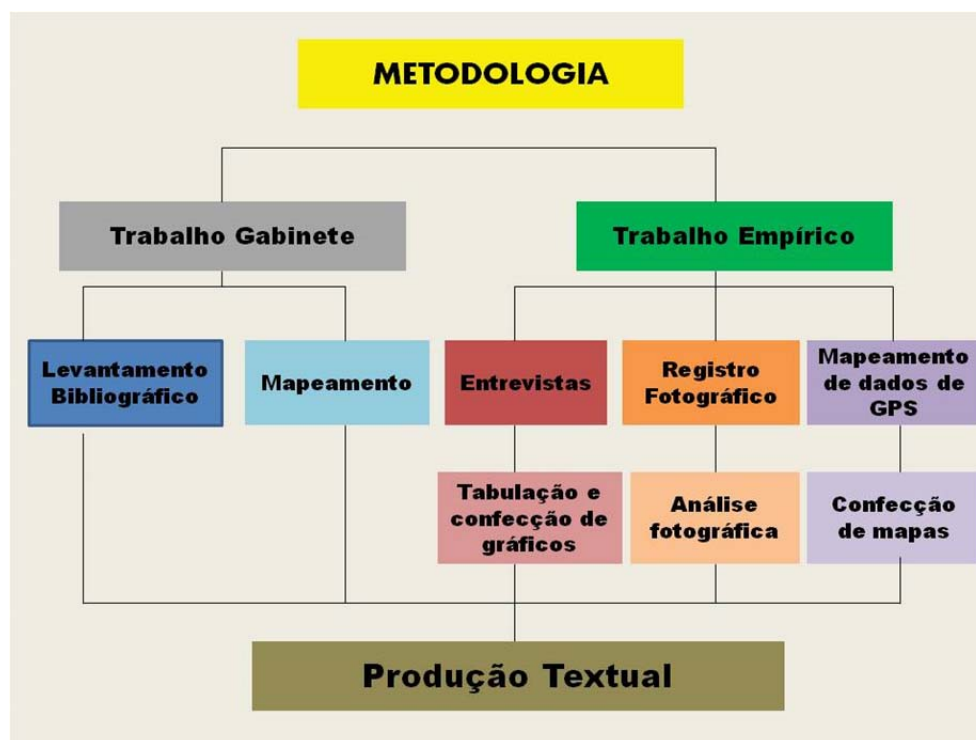 METODOLOGIA
Trabalho Gabinete
Trabalho Empírico
Levantamento
Bibliográfico
Mapeamento
Entrevistas
Registro
Fotográfico
Mapeamento
de dados de
GPS
Tabulação e
confecção de
gráficos
Análise
fotográfica
Confecção
de mapas
Produção Textual